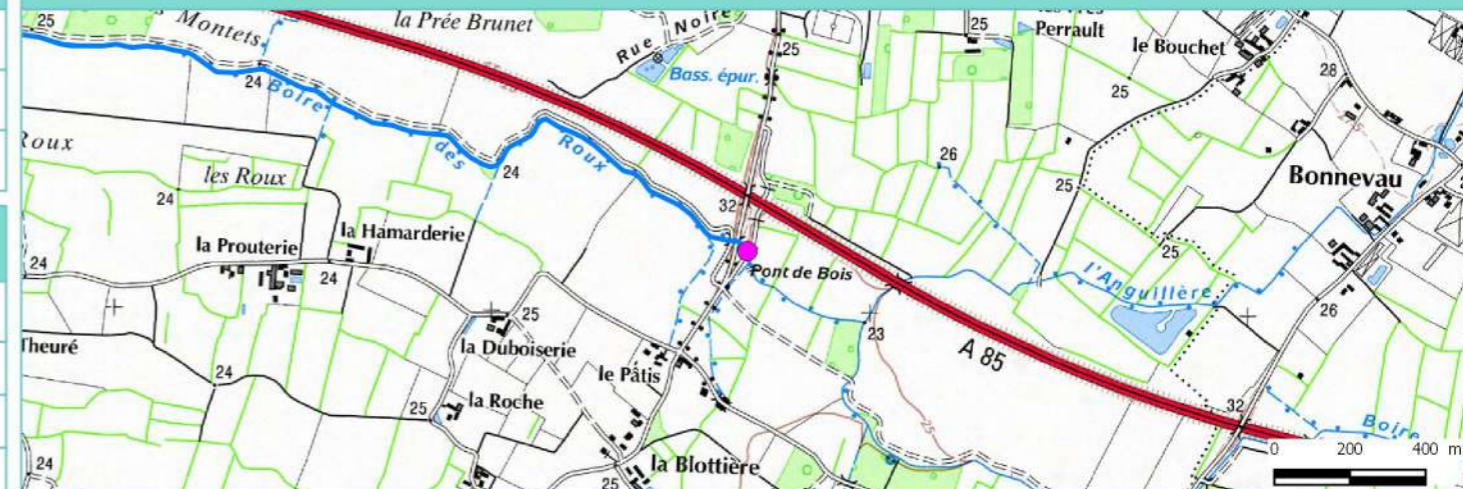 25
Montets
la Prée Brunet
Rue Noire
25
25
Perrault
le Bouchet
28
24
Boire
des
Roux
Bass. épur.
25
Roux
les Roux
24
24
26
25
Bonnevau
32
la Prouterie
la Hamarderie
24
24
Pont de Bois
25
l'Anguillère
26
25
la Duboiserie
23
A 85
Theuré
24
le Pâtis
25
la Roche
25
32
Boire
24
la Blottière
25
0 200 400 m